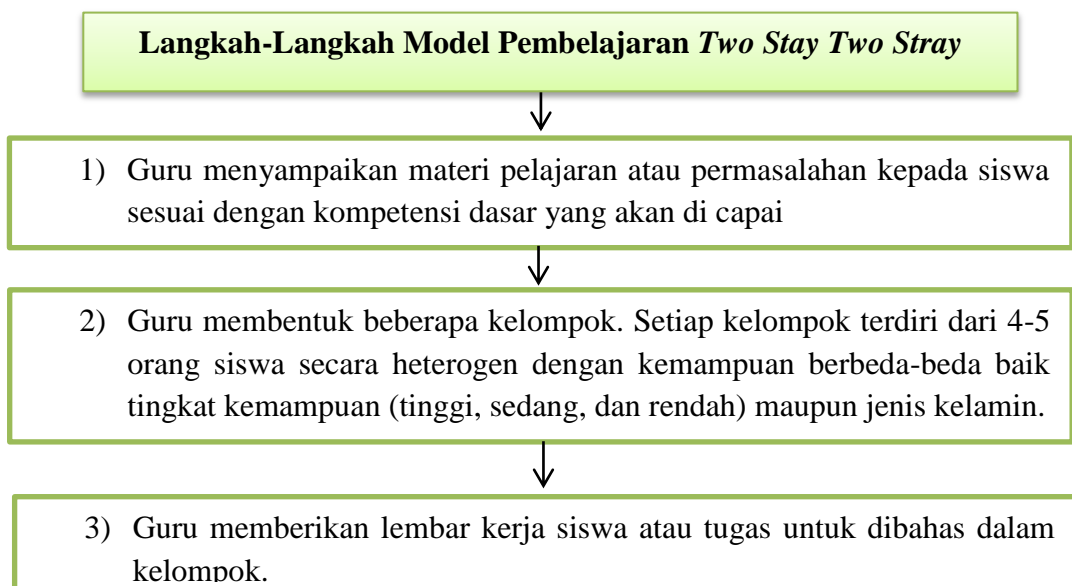 Langkah-Langkah Model Pembelajaran Two Stay Two Stray
1) Guru menyampaikan materi pelajaran atau permasalahan kepada siswa
sesuai dengan kompetensi dasar yang akan di capai
2) Guru membentuk beberapa kelompok. Setiap kelompok terdiri dari 4-5
orang siswa secara heterogen dengan kemampuan berbeda-beda baik
tingkat kemampuan (tinggi, sedang, dan rendah) maupun jenis kelamin.
3) Guru memberikan lembar kerja siswa atau tugas untuk dibahas dalam
kelompok.